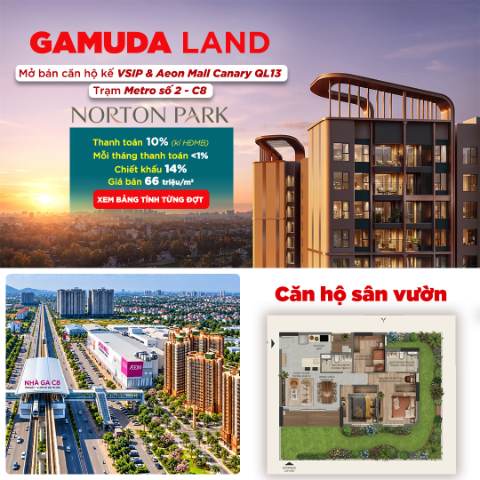 GAMUDA LAND
Mở bán căn hộ kế VSIP & Aeon Mall Canary QL13
Trạm Metro số 2 - C8
NORTON PARK
Thanh toán 10% (kí HĐMB)
Mỗi tháng thanh toán <1%
Chiết khấu 14%
Giá bán 66 triệu/m²
XEM BẢNG TÍNH TỪNG ĐỢT
NHÀ GA C8
AEON
Căn hộ sân vườn